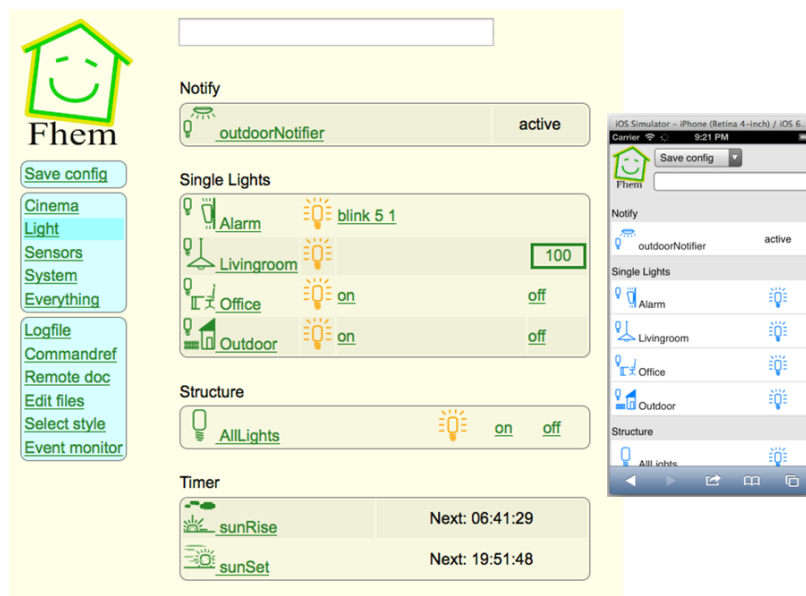 Fhem
Save config
Cinema
Light
Sensors
System
Everything
Logfile
Commandref
Remote doc
Edit files
Select style
Event monitor
Notify
outdoorNotifier active
Single Lights
Alarm blink 5 1
Livingroom 100
Office on off
Outdoor on off
Structure
AllLights on off
Timer
sunRise Next: 06:41:29
sunSet Next: 19:51:48
iOS Simulator – iPhone (Retina 4-inch) / iOS 6..
Carrier 9:21 PM
Fhem
Save config
Notify
outdoorNotifier active
Single Lights
Alarm
Livingroom
Office
Outdoor
Structure
AllLights